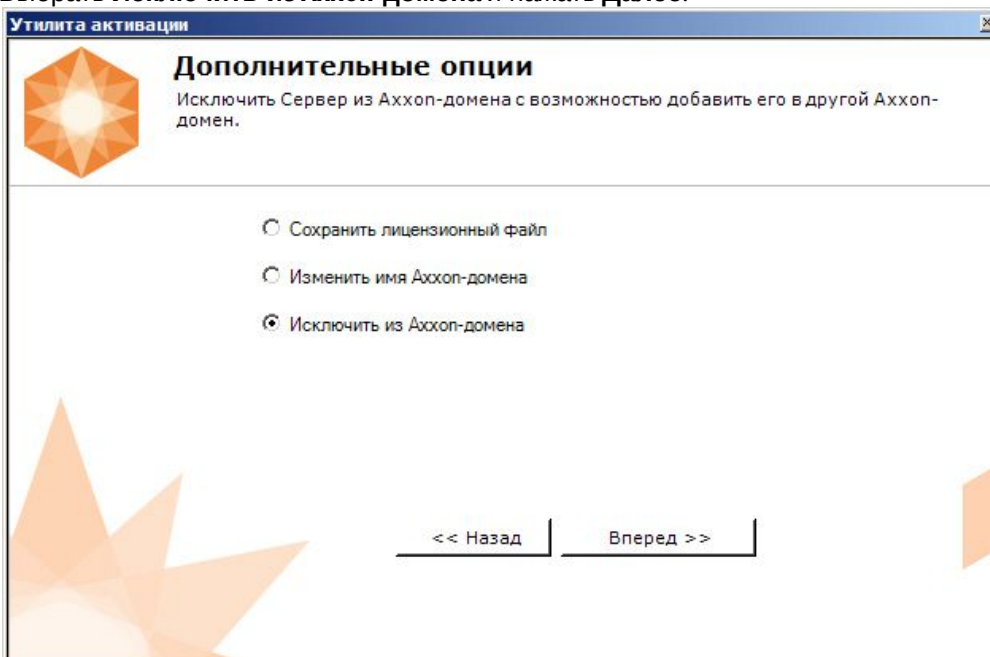 Утилита активации
Дополнительные опции
Исключить Сервер из Axxon-домена с возможностью добавить его в другой Axxon-
домен.
Сохранить лицензионный файл
Изменить имя Axxon-домена
Исключить из Axxon-домена
<< Назад
Вперед >>